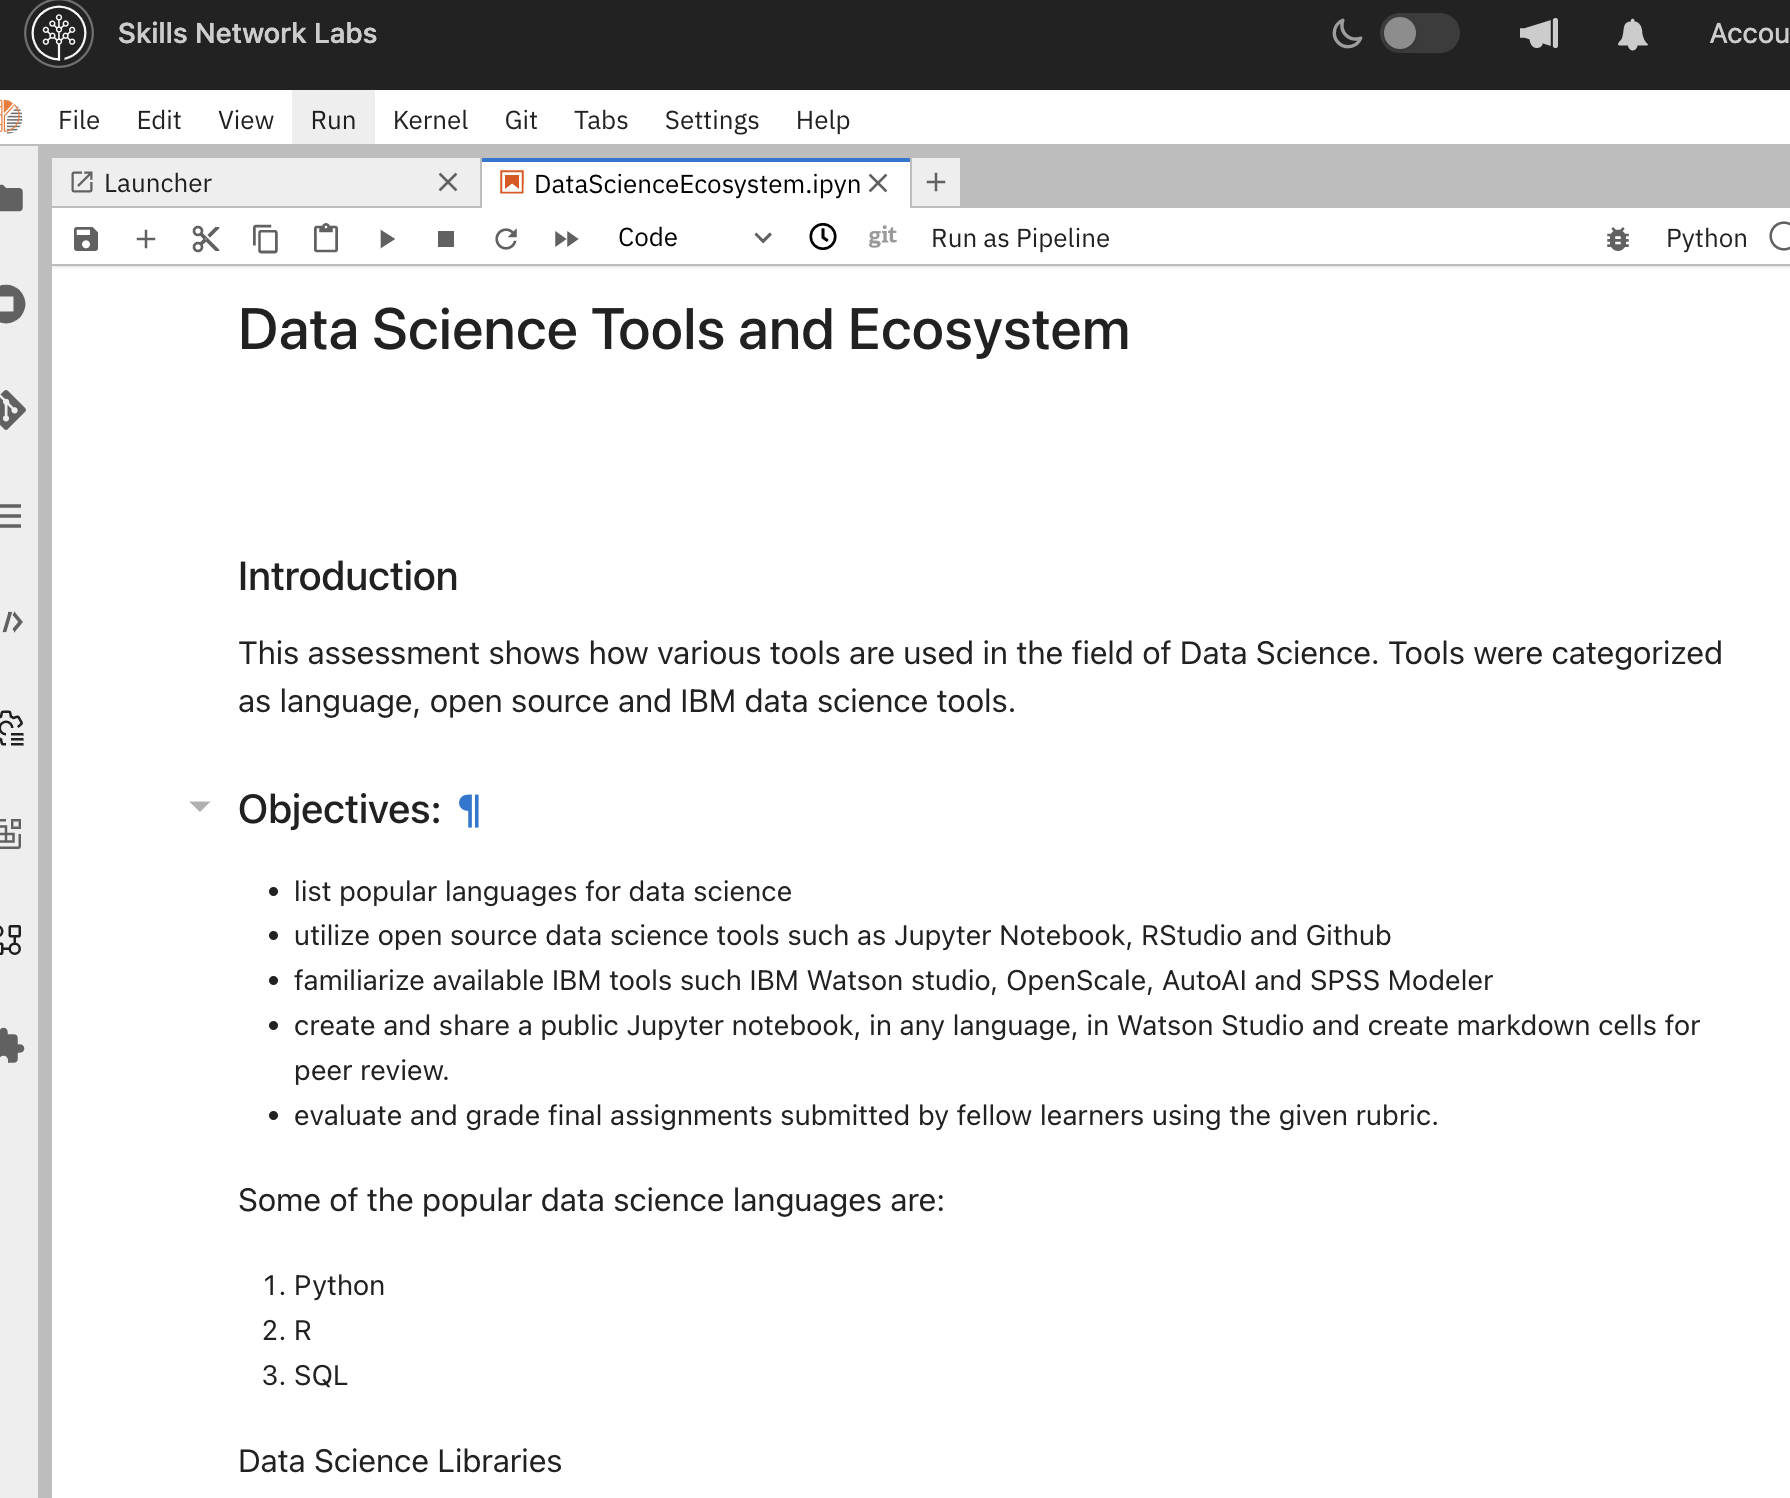 Skills Network Labs
Accou
File Edit View Run Kernel Git Tabs Settings Help
Launcher DataScienceEcosystem.ipyn
Code git Run as Pipeline Python
Data Science Tools and Ecosystem
Introduction
This assessment shows how various tools are used in the field of Data Science. Tools were categorized
as language, open source and IBM data science tools.
Objectives: ¶
• list popular languages for data science
• utilize open source data science tools such as Jupyter Notebook, RStudio and Github
• familiarize available IBM tools such IBM Watson studio, OpenScale, AutoAI and SPSS Modeler
• create and share a public Jupyter notebook, in any language, in Watson Studio and create markdown cells for
peer review.
• evaluate and grade final assignments submitted by fellow learners using the given rubric.
Some of the popular data science languages are:
1. Python
2. R
3. SQL
Data Science Libraries